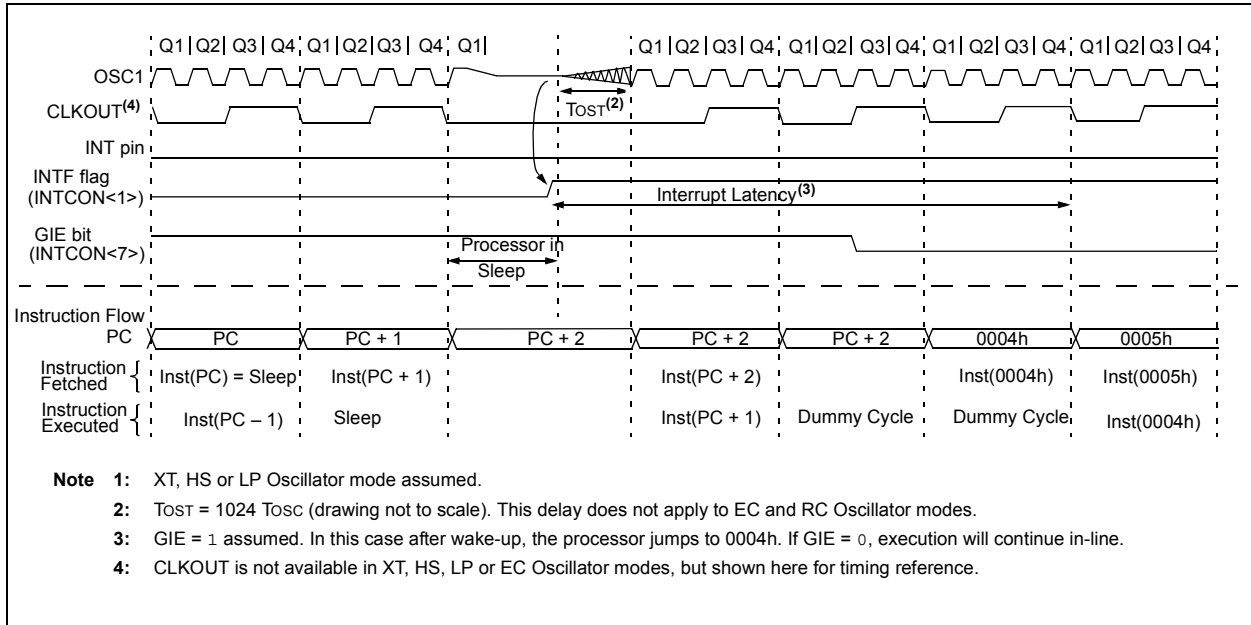 Q1 | Q2 | Q3 | Q4 Q1 | Q2 | Q3 | Q4 Q1 | Q1 | Q2 | Q3 | Q4 Q1 | Q2 | Q3 | Q4 Q1 | Q2 | Q3 | Q4 Q1 | Q2 | Q3 | Q4
OSC1
CLKOUT(4) TOST(2)
INT pin
INTF flag
(INTCON<1>) Interrupt Latency(3)
GIE bit
(INTCON<7>) Processor in
Sleep
Instruction Flow
PC PC PC + 1 PC + 2 PC + 2 PC + 2 0004h 0005h
Instruction
Fetched { Inst(PC) = Sleep Inst(PC + 1) Inst(PC + 2) Inst(0004h) Inst(0005h)
Instruction
Executed { Inst(PC – 1) Sleep Inst(PC + 1) Dummy Cycle Dummy Cycle Inst(0004h)
Note 1: XT, HS or LP Oscillator mode assumed.
2: TOST = 1024 TOSC (drawing not to scale). This delay does not apply to EC and RC Oscillator modes.
3: GIE = 1 assumed. In this case after wake-up, the processor jumps to 0004h. If GIE = 0, execution will continue in-line.
4: CLKOUT is not available in XT, HS, LP or EC Oscillator modes, but shown here for timing reference.